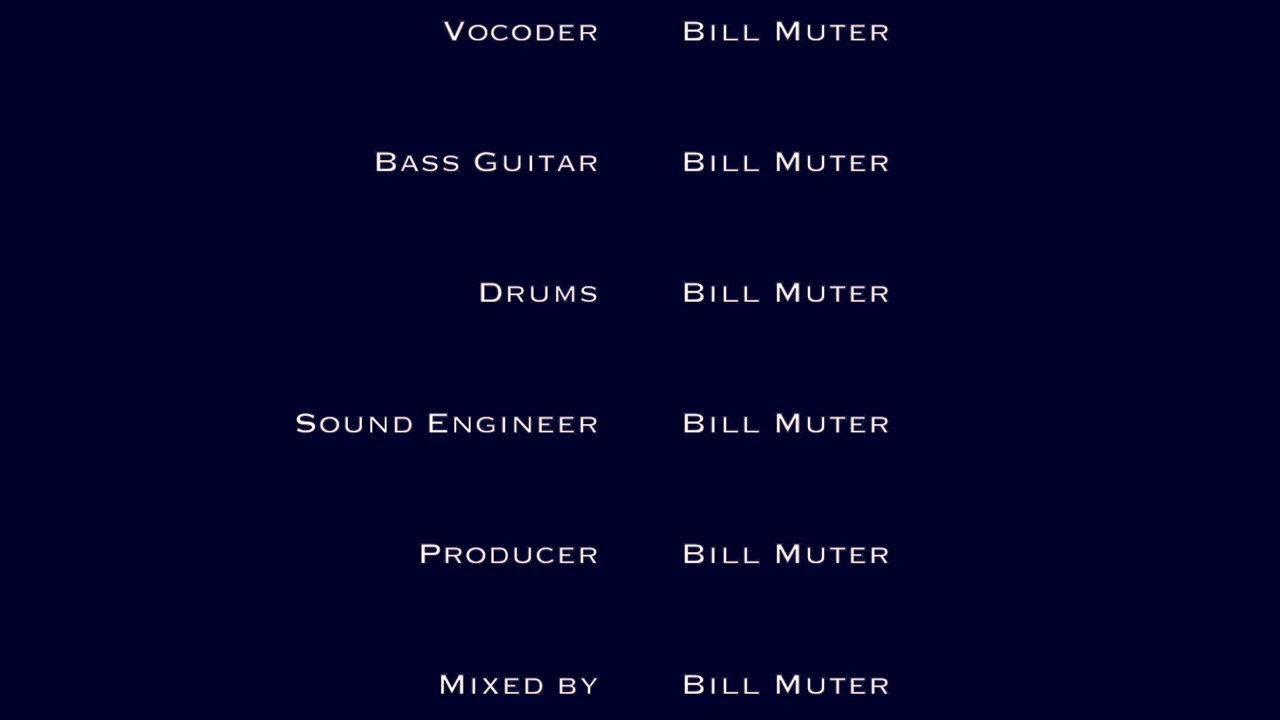 Vocoder Bill Muter
Bass Guitar Bill Muter
Drums Bill Muter
Sound Engineer Bill Muter
Producer Bill Muter
Mixed by Bill Muter